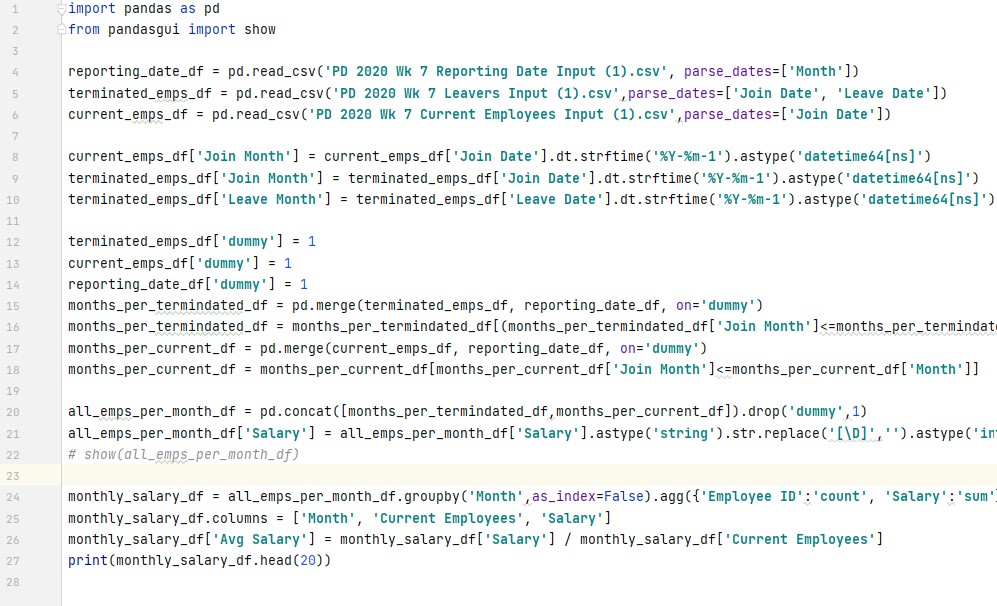 1 import pandas as pd
2 from pandasgui import show
3
4 reporting_date_df = pd.read_csv('PD 2020 Wk 7 Reporting Date Input (1).csv', parse_dates=['Month'])
5 terminated_emps_df = pd.read_csv('PD 2020 Wk 7 Leavers Input (1).csv',parse_dates=['Join Date', 'Leave Date'])
6 current_emps_df = pd.read_csv('PD 2020 Wk 7 Current Employees Input (1).csv',parse_dates=['Join Date'])
7
8 current_emps_df['Join Month'] = current_emps_df['Join Date'].dt.strftime('%Y-%m-1').astype('datetime64[ns]')
9 terminated_emps_df['Join Month'] = terminated_emps_df['Join Date'].dt.strftime('%Y-%m-1').astype('datetime64[ns]')
10 terminated_emps_df['Leave Month'] = terminated_emps_df['Leave Date'].dt.strftime('%Y-%m-1').astype('datetime64[ns]')
11
12 terminated_emps_df['dummy'] = 1
13 current_emps_df['dummy'] = 1
14 reporting_date_df['dummy'] = 1
15 months_per_termindated_df = pd.merge(terminated_emps_df, reporting_date_df, on='dummy')
16 months_per_termindated_df = months_per_termindated_df[(months_per_termindated_df['Join Month']<=months_per_termindate
17 months_per_current_df = pd.merge(current_emps_df, reporting_date_df, on='dummy')
18 months_per_current_df = months_per_current_df[months_per_current_df['Join Month']<=months_per_current_df['Month']]
19
20 all_emps_per_month_df = pd.concat([months_per_termindated_df,months_per_current_df]).drop('dummy',1)
21 all_emps_per_month_df['Salary'] = all_emps_per_month_df['Salary'].astype('string').str.replace('[\D]','').astype('in
22 # show(all_emps_per_month_df)
23
24 monthly_salary_df = all_emps_per_month_df.groupby('Month',as_index=False).agg({'Employee ID':'count', 'Salary':'sum'}
25 monthly_salary_df.columns = ['Month', 'Current Employees', 'Salary']
26 monthly_salary_df['Avg Salary'] = monthly_salary_df['Salary'] / monthly_salary_df['Current Employees']
27 print(monthly_salary_df.head(20))
28